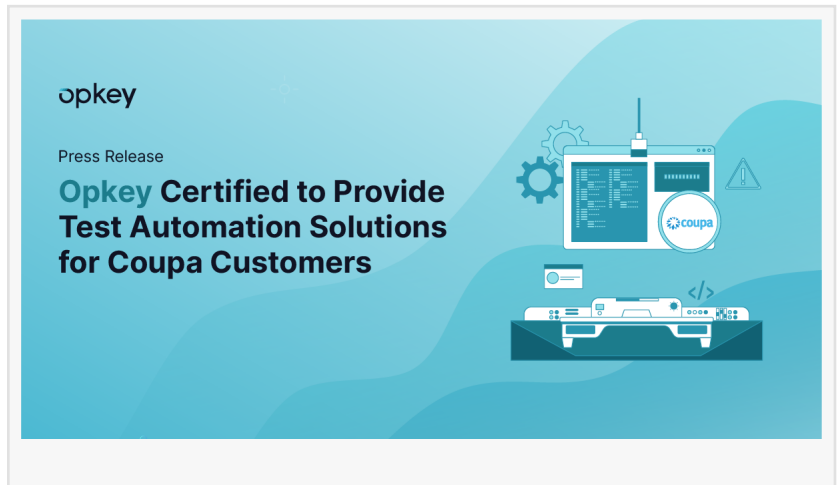 opkey
Press Release
Opkey Certified to Provide
Test Automation Solutions
for Coupa Customers
coupa
</>